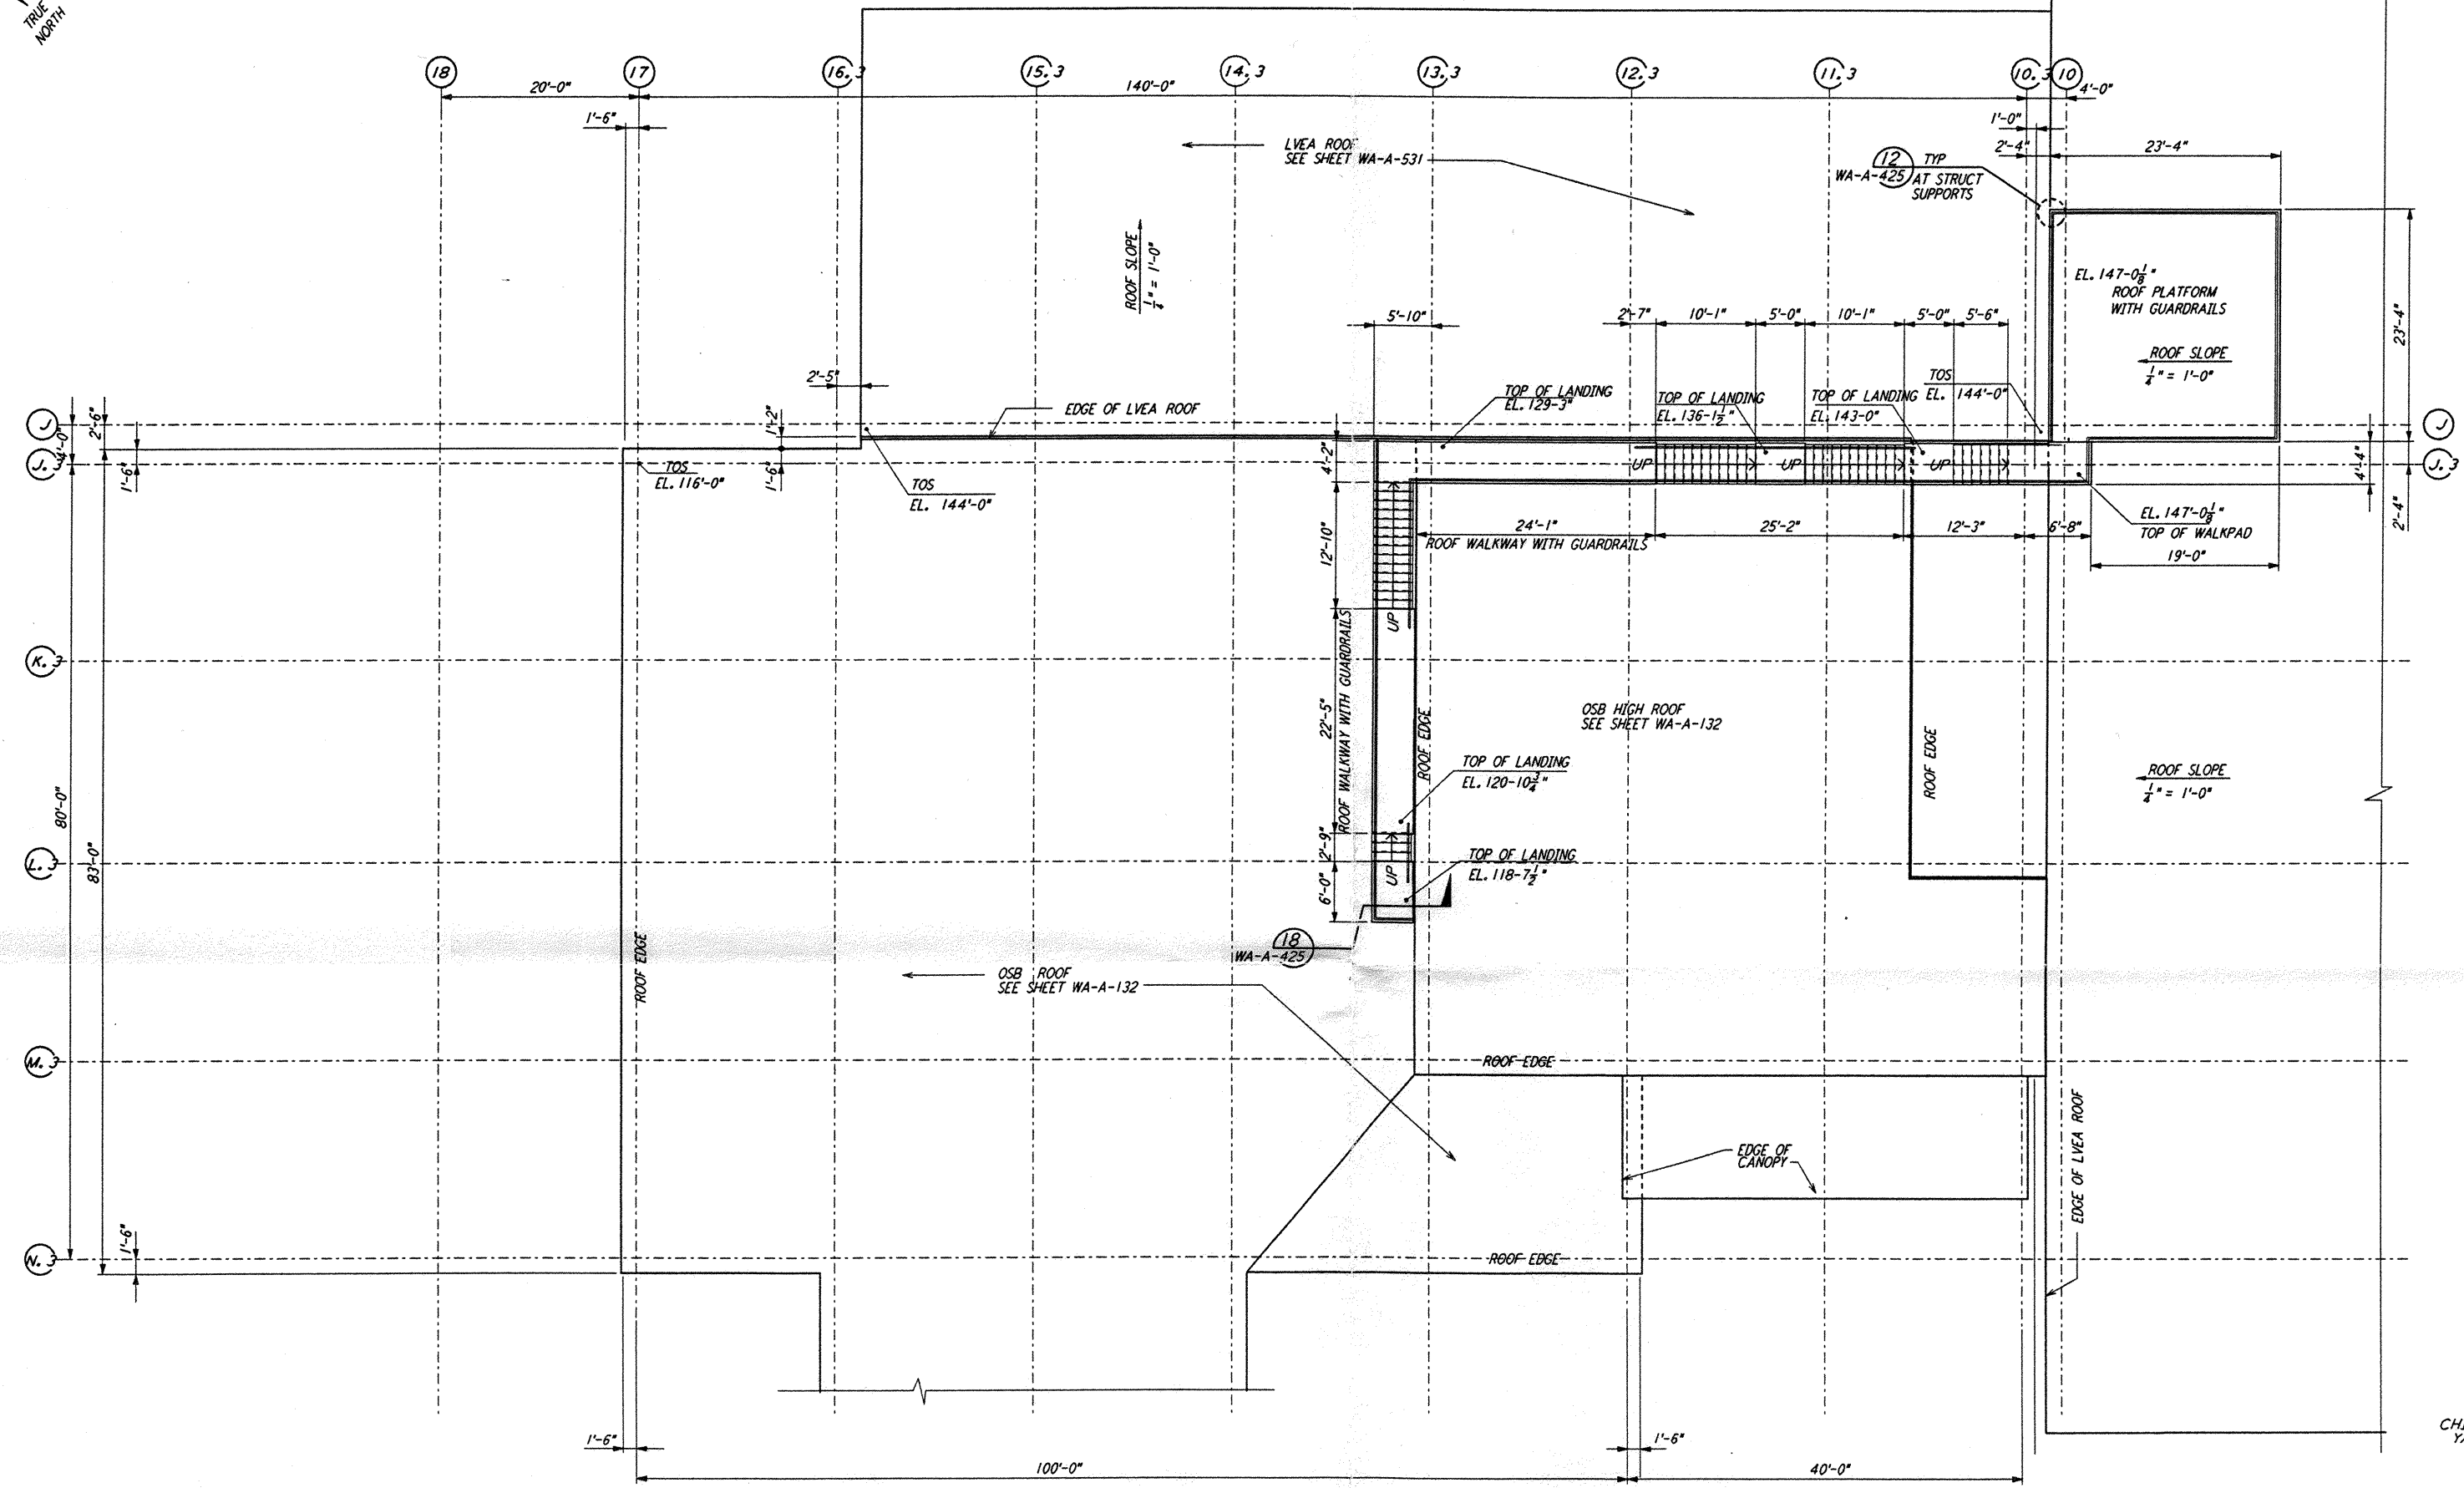 TRUE
NORTH
18
17
16.3
15.3
14.3
13.3
12.3
11.3
10.3
10
20'-0"
140'-0"
4'-0"
1'-6"
1'-0"
2'-4"
23'-4"
LVEA ROOF
SEE SHEET WA-A-531
12
WA-A-425
TYP
AT STRUCT
SUPPORTS
ROOF SLOPE
EL. 147-0 1/8"
ROOF PLATFORM
WITH GUARDRAILS
23'-4"
5'-10"
2'-7"
10'-1"
5'-0"
10'-1"
5'-0"
5'-6"
ROOF SLOPE
1/4" = 1'-0"
2'-5"
TOP OF LANDING
EL. 129-3"
TOP OF LANDING
EL. 136-1 1/2"
TOP OF LANDING
EL. 143-0"
TOS
EL. 144'-0"
J
2'-6"
4'-0"
1'-2"
EDGE OF LVEA ROOF
J
J.3
1'-6"
TOS
EL. 116'-0"
1'-6"
TOS
EL. 144'-0"
4'-2"
UP
UP
UP
4'-4"
J.3
12'-10"
24'-1"
25'-2"
12'-3"
6'-8"
EL. 147'-0 1/8"
TOP OF WALKPAD
2'-4"
ROOF WALKWAY WITH GUARDRAILS
19'-0"
UP
K.3
22'-5"
ROOF WALKWAY WITH GUARDRAILS
ROOF EDGE
OSB HIGH ROOF
SEE SHEET WA-A-132
ROOF EDGE
TOP OF LANDING
EL. 120-10 3/4"
ROOF SLOPE
1/4" = 1'-0"
80'-0"
83'-0"
L.3
2'-9"
TOP OF LANDING
EL. 118-7 1/2"
6'-0"
UP
18
WA-A-425
ROOF EDGE
OSB ROOF
SEE SHEET WA-A-132
M.3
ROOF EDGE
EDGE OF
CANOPY
EDGE OF LVEA ROOF
1'-6"
N.3
ROOF EDGE
1'-6"
1'-6"
100'-0"
40'-0"